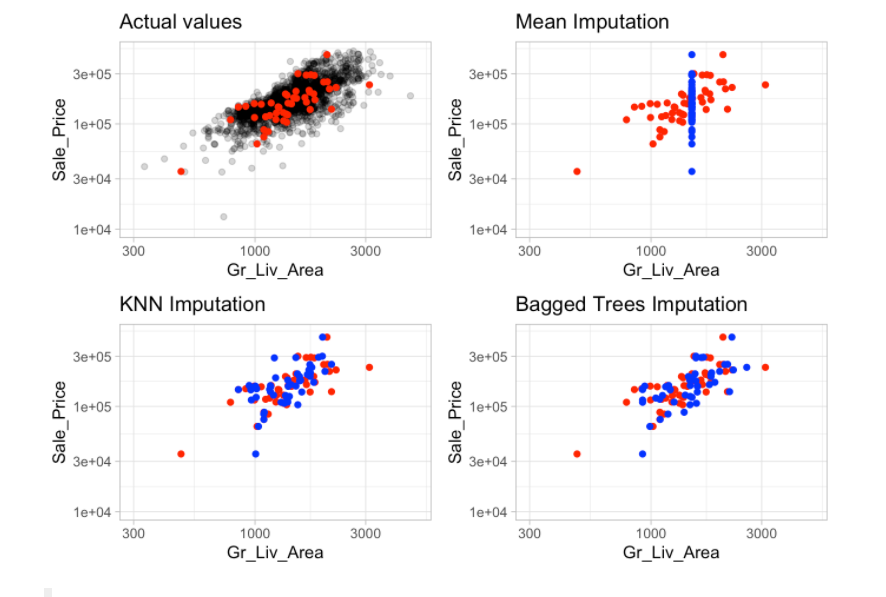 Actual values
Mean Imputation
Sale_Price
3e+05
1e+05
3e+04
1e+04
300
1000
3000
Gr_Liv_Area
Sale_Price
3e+05
1e+05
3e+04
1e+04
300
1000
3000
Gr_Liv_Area
KNN Imputation
Bagged Trees Imputation
Sale_Price
3e+05
1e+05
3e+04
1e+04
300
1000
3000
Gr_Liv_Area
Sale_Price
3e+05
1e+05
3e+04
1e+04
300
1000
3000
Gr_Liv_Area